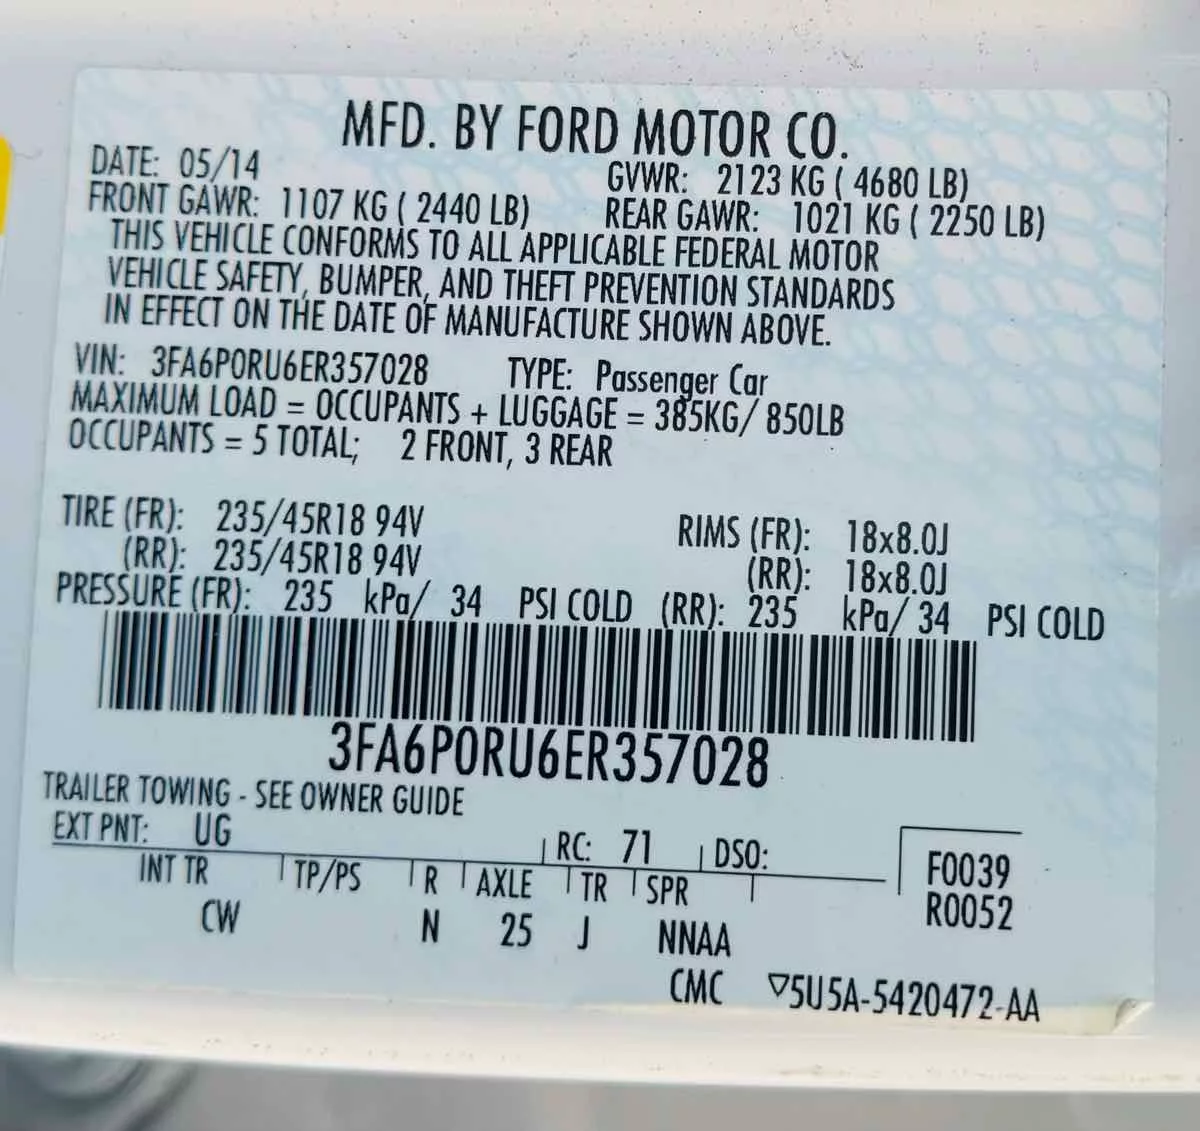 MFD. BY FORD MOTOR CO.
DATE: 05/14 GVWR: 2123 KG ( 4680 LB)
FRONT GAWR: 1107 KG ( 2440 LB) REAR GAWR: 1021 KG ( 2250 LB)
THIS VEHICLE CONFORMS TO ALL APPLICABLE FEDERAL MOTOR
VEHICLE SAFETY, BUMPER, AND THEFT PREVENTION STANDARDS
IN EFFECT ON THE DATE OF MANUFACTURE SHOWN ABOVE.
VIN: 3FA6P0RU6ER357028 TYPE: Passenger Car
MAXIMUM LOAD = OCCUPANTS + LUGGAGE = 385KG/ 850LB
OCCUPANTS = 5 TOTAL; 2 FRONT, 3 REAR
TIRE (FR): 235/45R18 94V RIMS (FR): 18x8.0J
(RR): 235/45R18 94V (RR): 18x8.0J
PRESSURE (FR): 235 kPa/ 34 PSI COLD (RR): 235 kPa/ 34 PSI COLD
3FA6P0RU6ER357028
TRAILER TOWING - SEE OWNER GUIDE
EXT PNT: UG RC: 71 DSO:
INT TR TP/PS R AXLE TR SPR F0039
CW N 25 J NNAA R0052
CMC ▽5U5A-5420472-AA